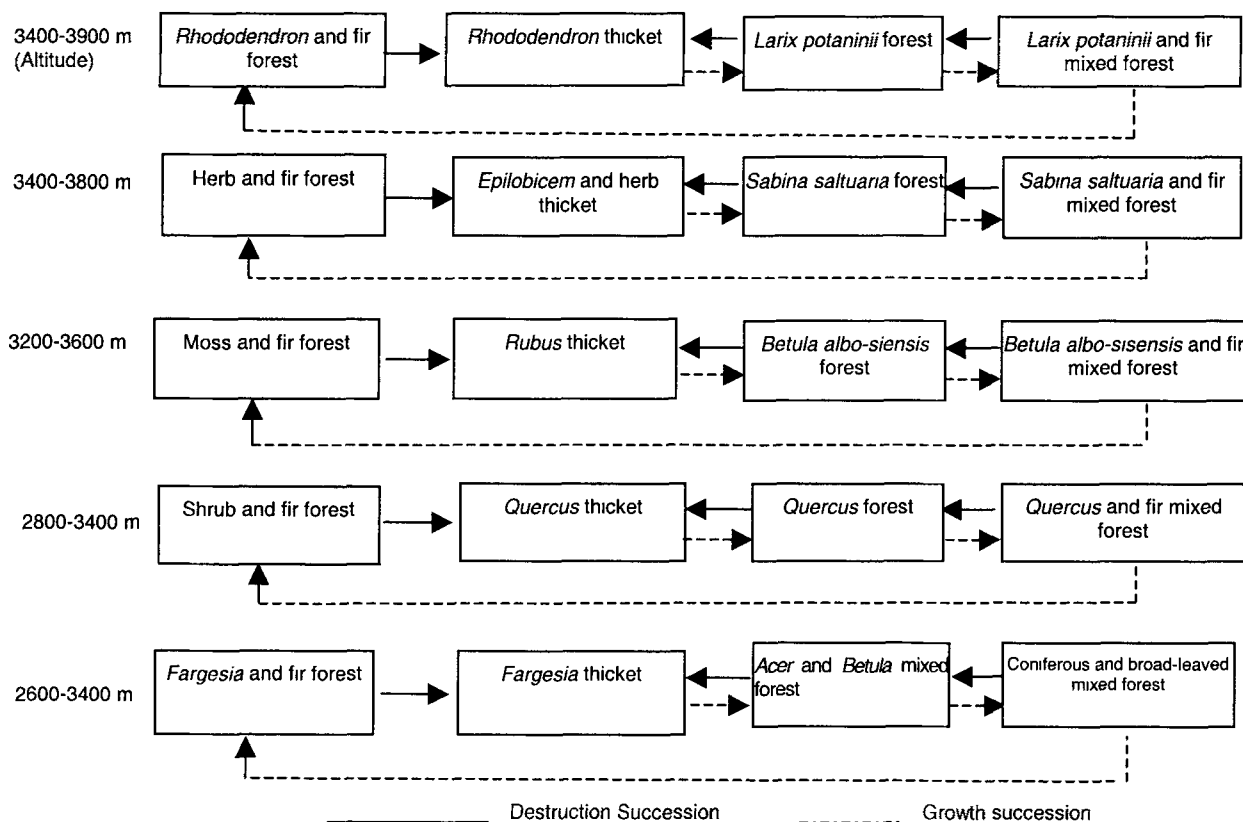 3400-3900 m
(Altitude)
Rhododendron and fir
forest
Rhododendron thicket
Larix potaninii forest
Larix potaninii and fir
mixed forest
3400-3800 m
Herb and fir forest
Epilobicem and herb
thicket
Sabina saltuaria forest
Sabina saltuaria and fir
mixed forest
3200-3600 m
Moss and fir forest
Rubus thicket
Betula albo-siensis
forest
Betula albo-sisensis and fir
mixed forest
2800-3400 m
Shrub and fir forest
Quercus thicket
Quercus forest
Quercus and fir mixed
forest
2600-3400 m
Fargesia and fir forest
Fargesia thicket
Acer and Betula mixed
forest
Coniferous and broad-leaved
mixed forest
Destruction Succession
Growth succession